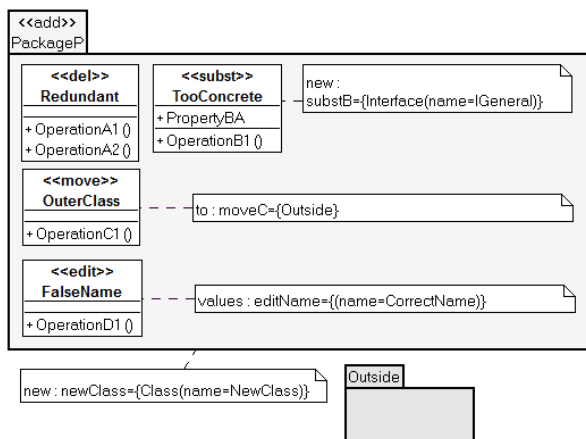 <<add>>
PackageP
<<del>>
Redundant
+ OperationA1 ()
+ OperationA2 ()
<<subst>>
TooConcrete
+ PropertyBA
+ OperationB1 ()
new :
substB={Interface(name=IGeneral)}
<<move>>
OuterClass
+ OperationC1 ()
to : moveC={Outside}
<<edit>>
FalseName
+ OperationD1 ()
values : editName={(name=CorrectName)}
new : newClass={Class(name=NewClass)}
Outside